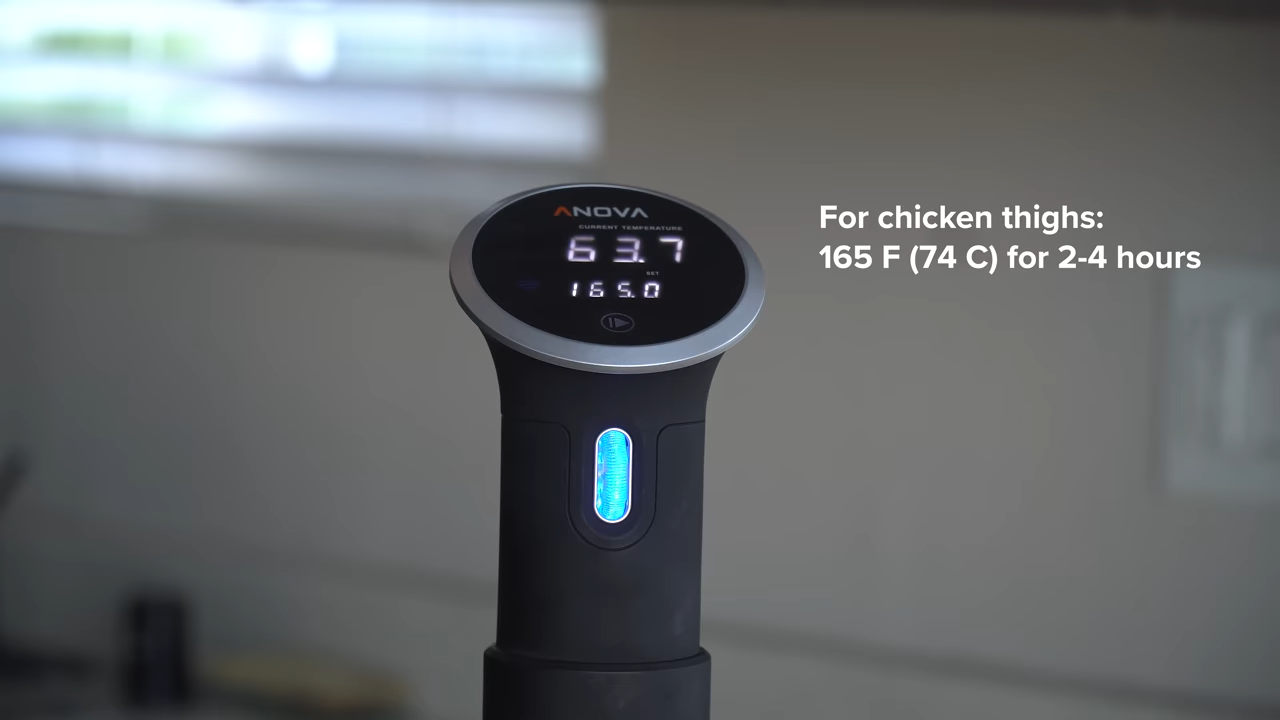 ANOVA
CURRENT TEMPERATURE
63.7
SET
165.0
For chicken thighs:
165 F (74 C) for 2-4 hours